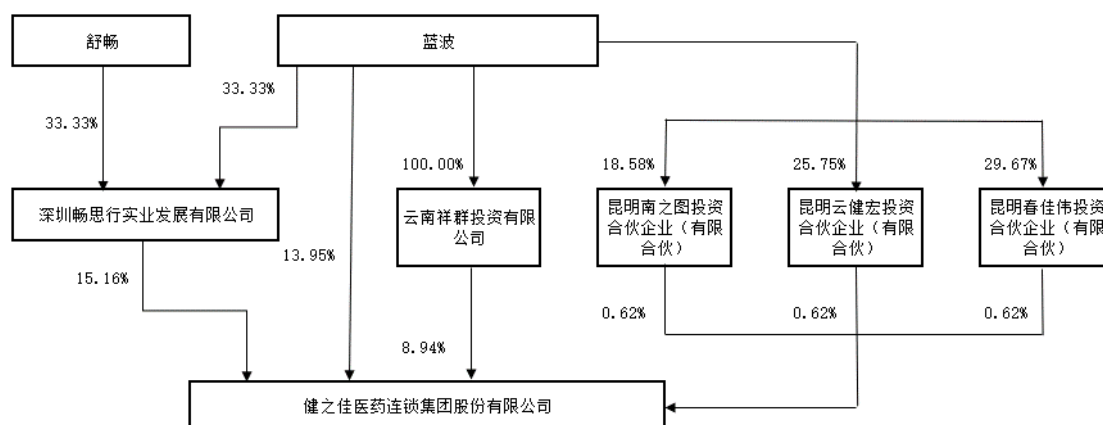 舒畅
蓝波
33.33%
33.33%
100.00%
18.58%
25.75%
29.67%
深圳畅思行实业发展有限公司
云南祥群投资有限
公司
昆明南之图投资
合伙企业（有限
合伙）
昆明云健宏投资
合伙企业（有限
合伙）
昆明春佳伟投资
合伙企业（有限
合伙）
15.16%
13.95%
8.94%
0.62%
0.62%
0.62%
健之佳医药连锁集团股份有限公司